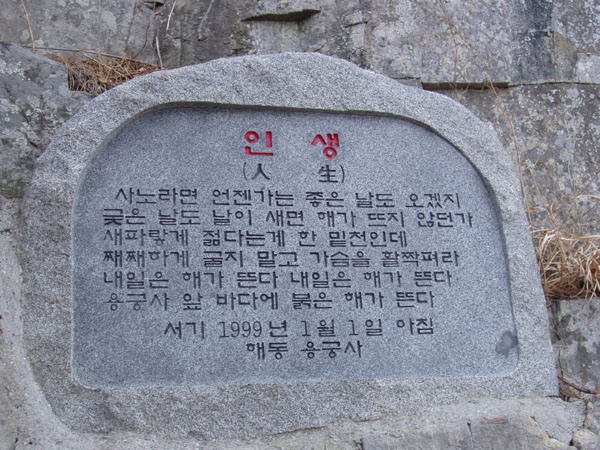 인 생
(人 生)
사노라면 언젠가는 좋은 날도 오겠지
궂은 날도 날이 새면 해가 뜨지 않던가
새파랗게 젊다는게 한 밑천인데
째째하게 굴지 말고 가슴을 활짝펴라
내일은 해가 뜬다 내일은 해가 뜬다
용궁사 앞 바다에 붉은 해가 뜬다
서기 1999년 1월 1일 아침
해동 용궁사